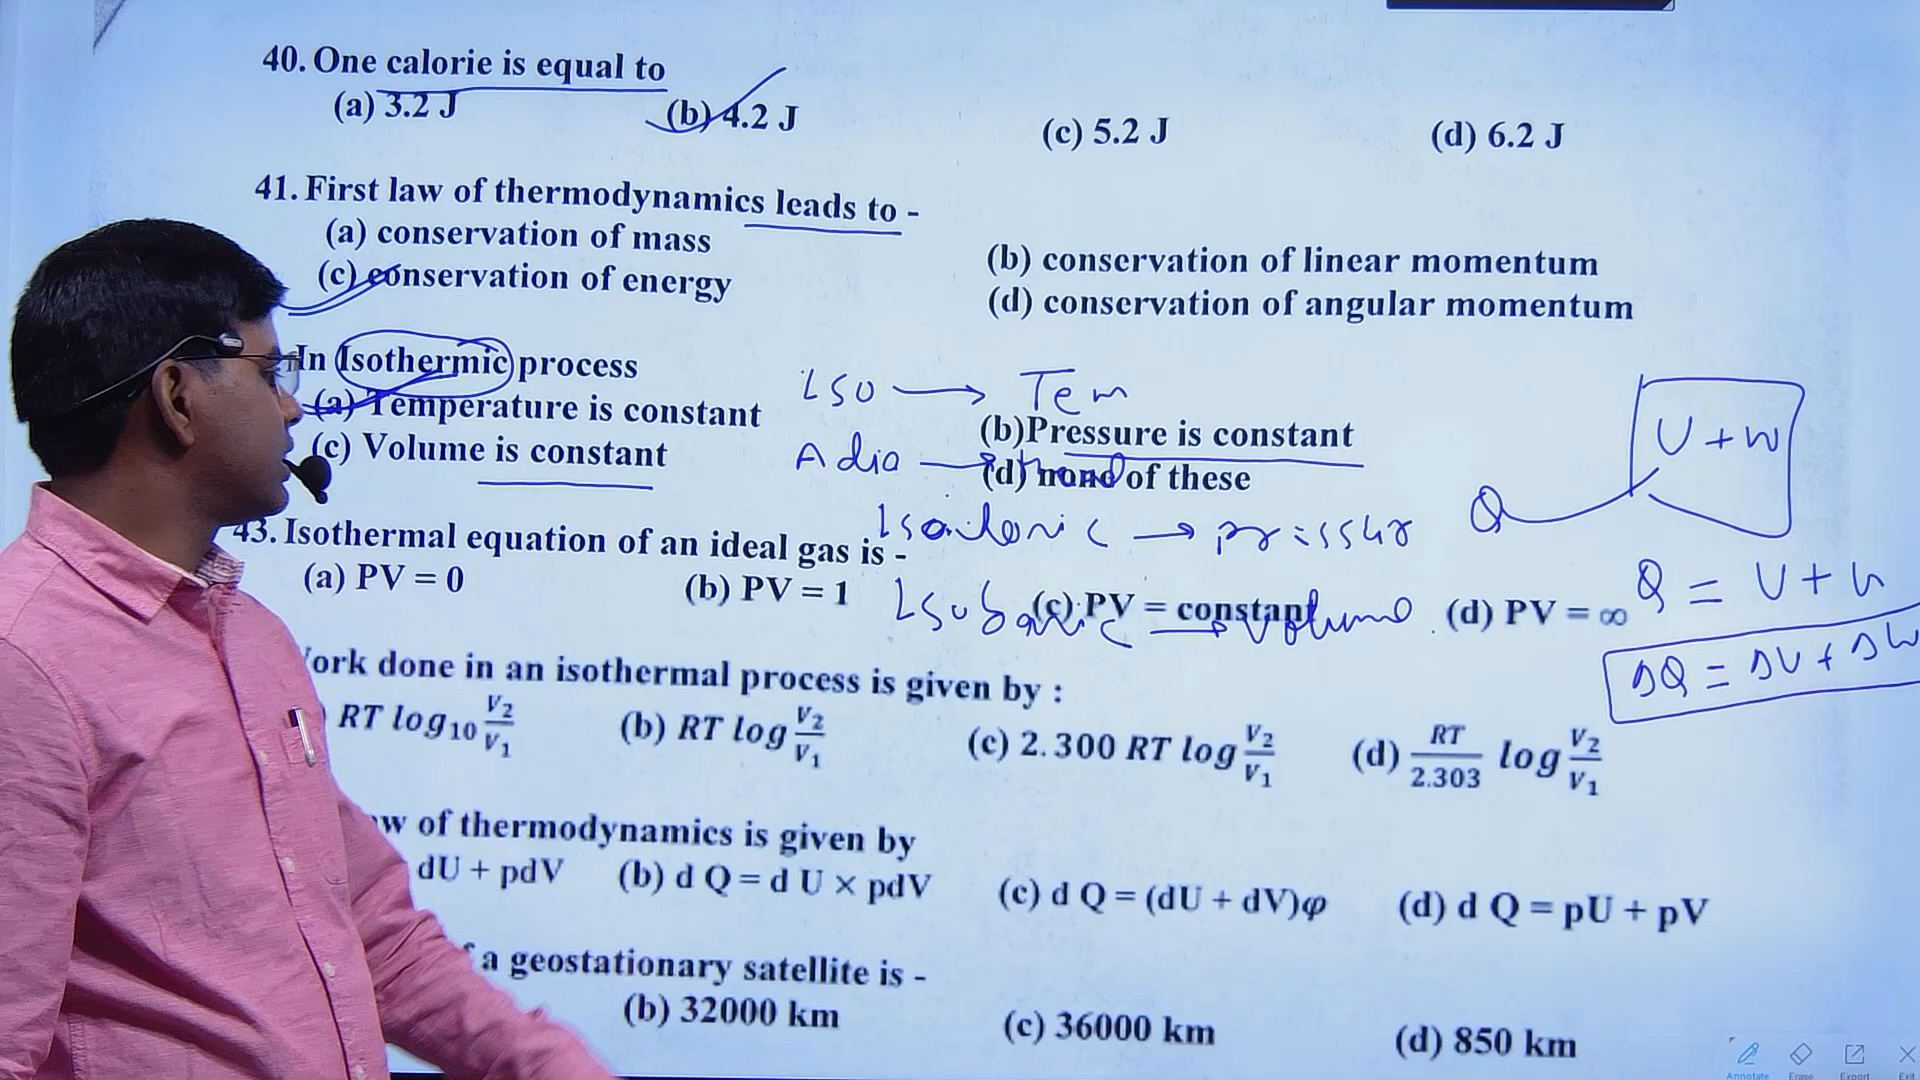 40. One calorie is equal to
(a) 3.2 J (b) 4.2 J (c) 5.2 J (d) 6.2 J
41. First law of thermodynamics leads to -
(a) conservation of mass (b) conservation of linear momentum
(c) conservation of energy (d) conservation of angular momentum
In Isothermic process
Iso → Tem
(a) Temperature is constant (b)Pressure is constant
U + W
(c) Volume is constant (d) none of these
Adia →
Q
43. Isothermal equation of an ideal gas is -
(a) PV = 0 (b) PV = 1 (c) PV = constant (d) PV = ∞
Q = U + W
ΔQ = ΔU + ΔW
ork done in an isothermal process is given by :
RT log10 V2/V1 (b) RT log V2/V1 (c) 2.300 RT log V2/V1 (d) RT/2.303 log V2/V1
w of thermodynamics is given by
dU + pdV (b) d Q = d U × pdV (c) d Q = (dU + dV)φ (d) d Q = pU + pV
a geostationary satellite is -
(b) 32000 km (c) 36000 km (d) 850 km
Annotate Erase Export Exit